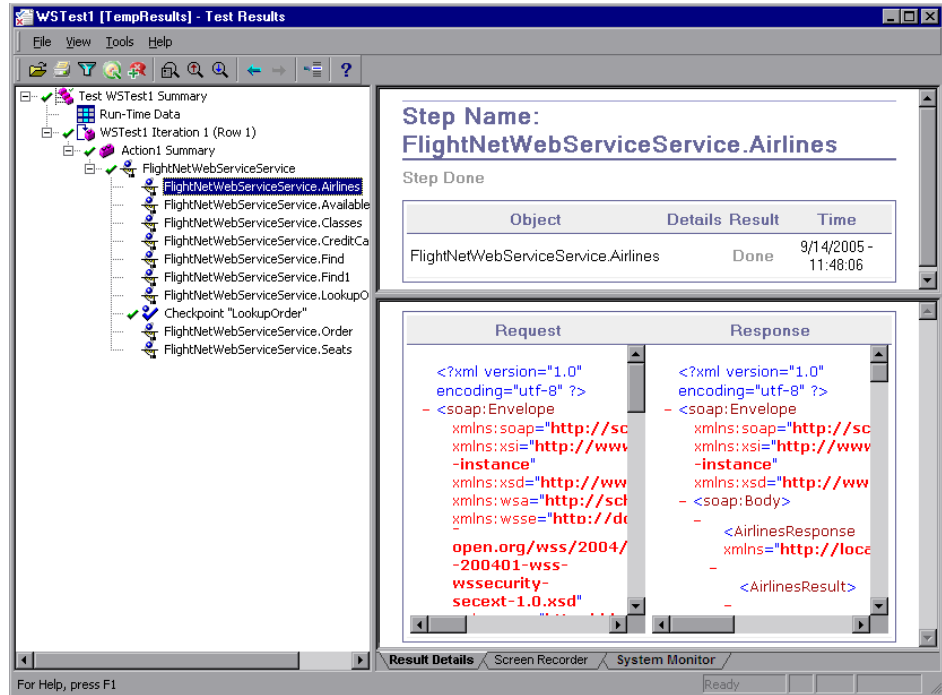 WSTest1 [TempResults] - Test Results
File View Tools Help
Test WSTest1 Summary
Run-Time Data
WSTest1 Iteration 1 (Row 1)
Action1 Summary
FlightNetWebServiceService
FlightNetWebServiceService.Airlines
FlightNetWebServiceService.Available
FlightNetWebServiceService.Classes
FlightNetWebServiceService.CreditCa
FlightNetWebServiceService.Find
FlightNetWebServiceService.Find1
FlightNetWebServiceService.LookupO
Checkpoint "LookupOrder"
FlightNetWebServiceService.Order
FlightNetWebServiceService.Seats
Step Name:
FlightNetWebServiceService.Airlines
Step Done
Object Details Result Time
FlightNetWebServiceService.Airlines Done 9/14/2005 -
11:48:06
Request
<?xml version="1.0"
encoding="utf-8" ?>
- <soap:Envelope
xmlns:soap="http://sc
xmlns:xsi="http://www
-instance"
xmlns:xsd="http://ww
xmlns:wsa="http://sch
xmlns:wsse="http://do
-
open.org/wss/2004/
-200401-wss-
wssecurity-
secext-1.0.xsd"
Response
<?xml version="1.0"
encoding="utf-8" ?>
- <soap:Envelope
xmlns:soap="http://sc
xmlns:xsi="http://www
-instance"
xmlns:xsd="http://ww
- <soap:Body>
-
<AirlinesResponse
xmlns="http://loca
-
<AirlinesResult>
-
Result Details Screen Recorder System Monitor
For Help, press F1
Ready